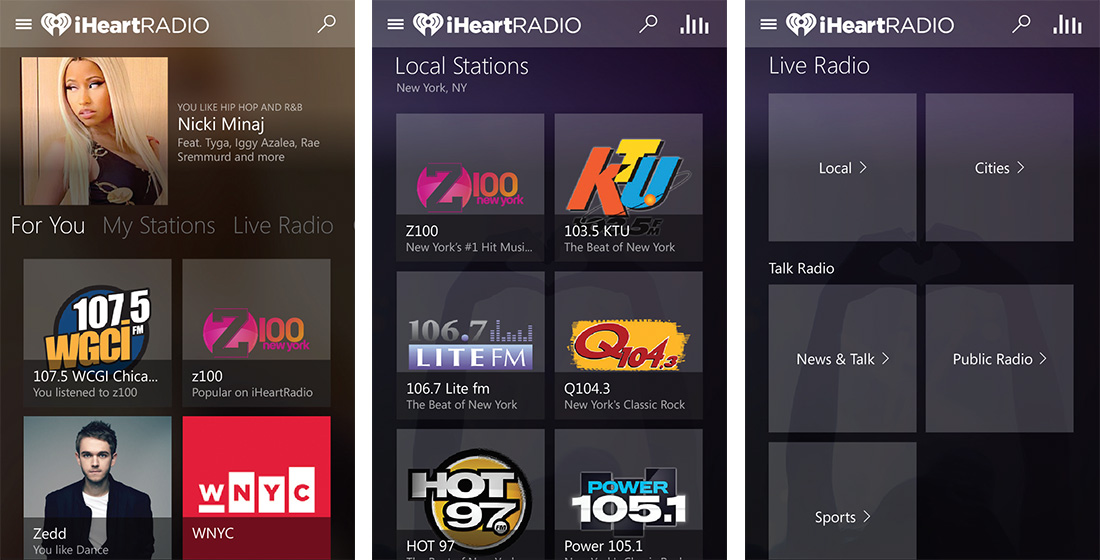 iHeartRADIO
YOU LIKE HIP HOP AND R&B
Nicki Minaj
Feat. Tyga, Iggy Azalea, Rae
Sremmurd and more
For You My Stations Live Radio
107.5
FM
WGCI
107.5 WCGI Chica...
You listened to z100
Z100
new york
z100
Popular on iHeartRadio
Zedd
You like Dance
WNYC
WNYC
iHeartRADIO
Local Stations
New York, NY
Z100
new york
Z100
New York's #1 Hit Musi...
KTU
103.5 KTU
The Beat of New York
106.7
LITE FM
106.7 Lite fm
The Beat of New York
Q104.3
Q104.3
New York's Classic Rock
HOT
97
FM
HOT 97
The Beat of New York
POWER
105.1
Power 105.1
iHeartRADIO
Live Radio
Local
Cities
Talk Radio
News & Talk
Public Radio
Sports